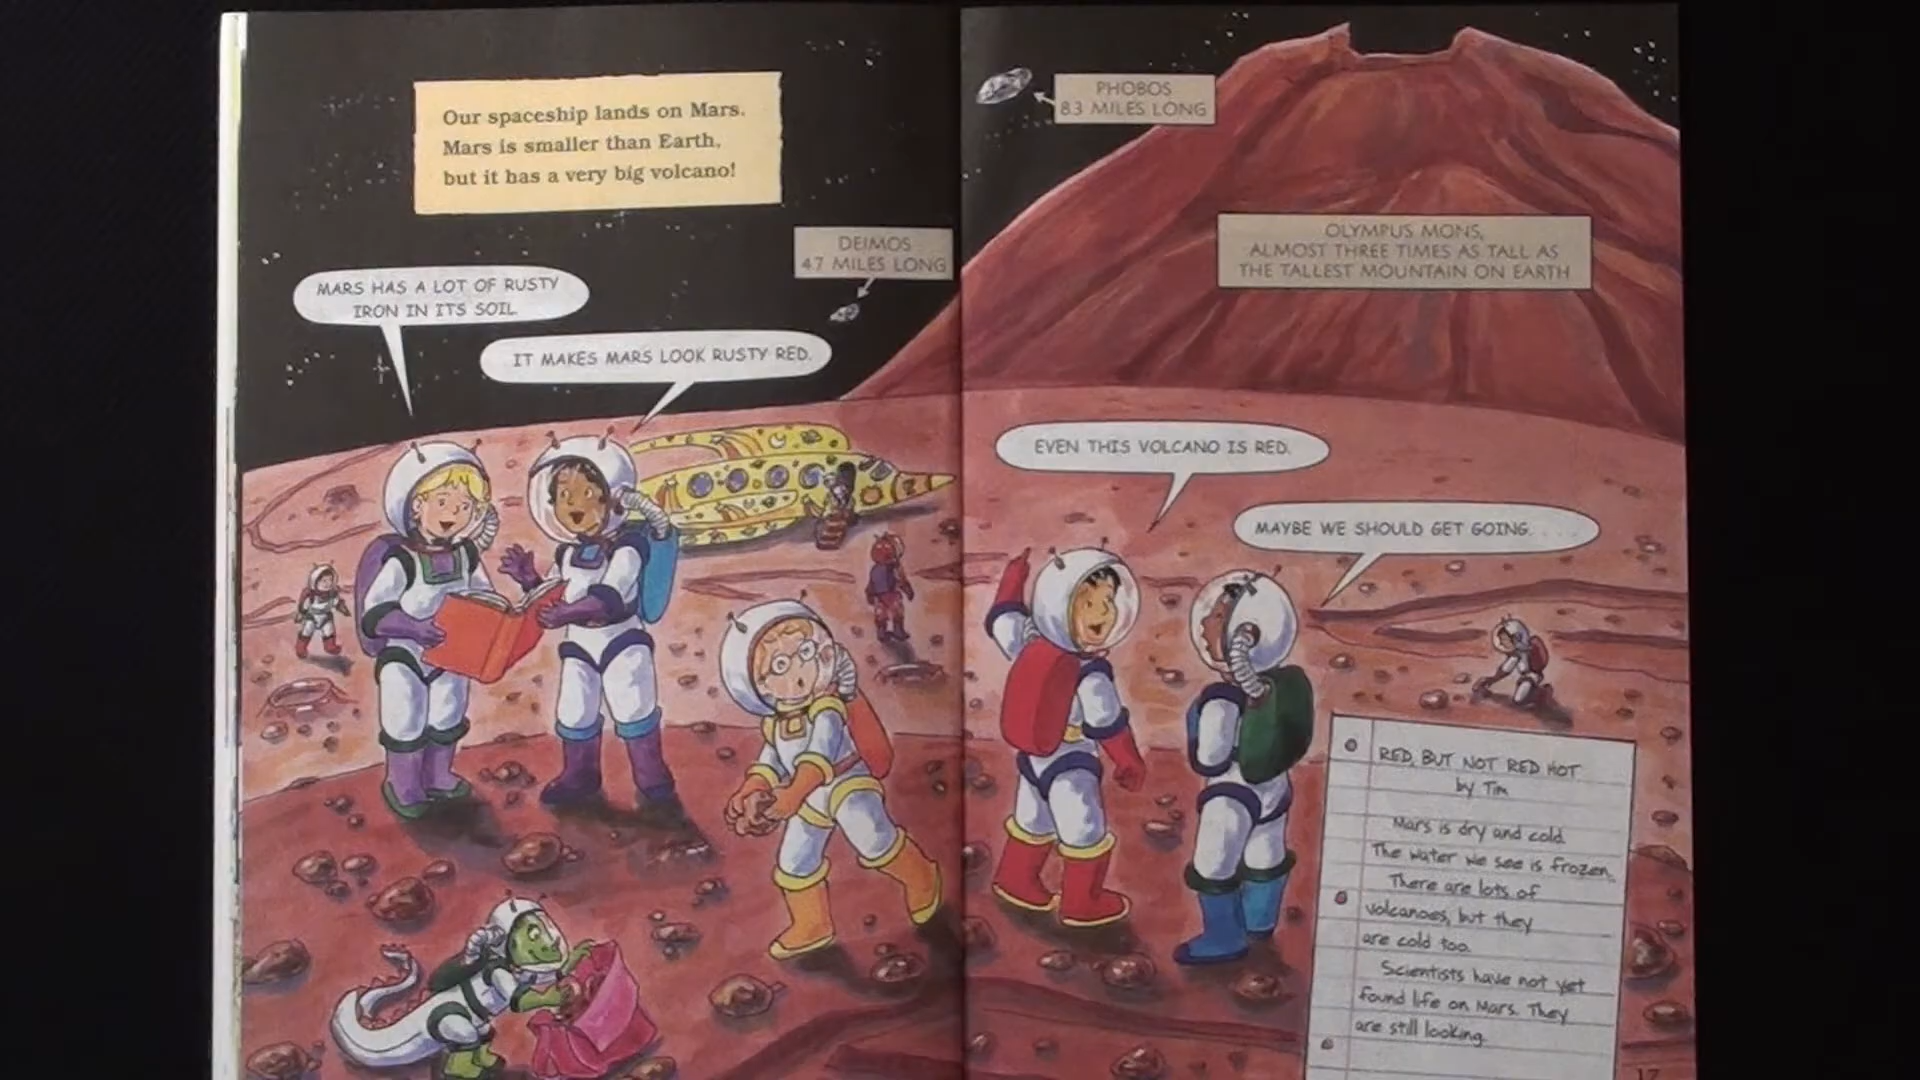 Our spaceship lands on Mars.
Mars is smaller than Earth,
but it has a very big volcano!
DEIMOS
4.7 MILES LONG
MARS HAS A LOT OF RUSTY
IRON IN ITS SOIL.
IT MAKES MARS LOOK RUSTY RED.
PHOBOS
8.3 MILES LONG
OLYMPUS MONS,
ALMOST THREE TIMES AS TALL AS
THE TALLEST MOUNTAIN ON EARTH
EVEN THIS VOLCANO IS RED.
MAYBE WE SHOULD GET GOING. . . .
RED, BUT NOT RED HOT
by Tim
Mars is dry and cold.
The water we see is frozen.
There are lots of
volcanoes, but they
are cold too.
Scientists have not yet
found life on Mars. They
are still looking.
17